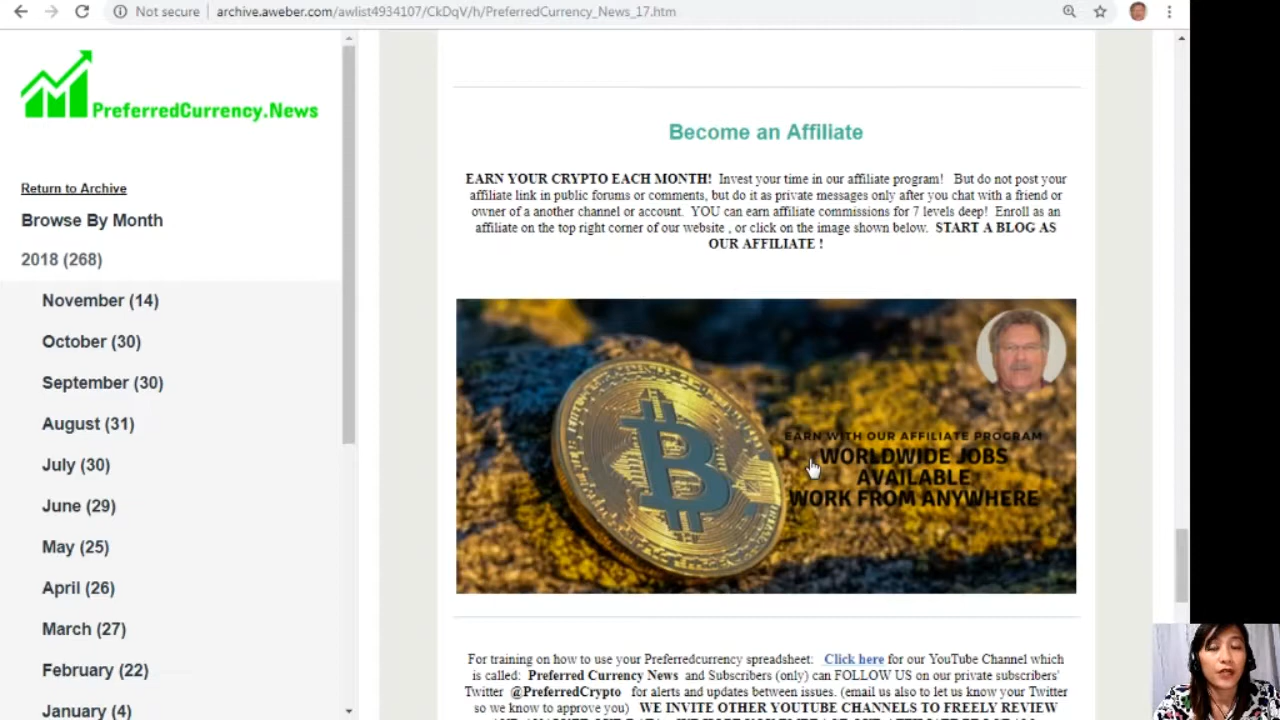 Not secure
archive.aweber.com/awlist4934107/CkDqV/h/PreferredCurrency_News_17.htm
PreferredCurrency.News
Return to Archive
Browse By Month
2018 (268)
November (14)
October (30)
September (30)
August (31)
July (30)
June (29)
May (25)
April (26)
March (27)
February (22)
January (4)
Become an Affiliate
EARN YOUR CRYPTO EACH MONTH! Invest your time in our affiliate program! But do not post your
affiliate link in public forums or comments, but do it as private messages only after you chat with a friend or
owner of a another channel or account. YOU can earn affiliate commissions for 7 levels deep! Enroll as an
affiliate on the top right corner of our website , or click on the image shown below. START A BLOG AS
OUR AFFILIATE !
EARN WITH OUR AFFILIATE PROGRAM
WORLDWIDE JOBS
AVAILABLE
WORK FROM ANYWHERE
For training on how to use your Preferredcurrency spreadsheet: Click here for our YouTube Channel which
is called: Preferred Currency News and Subscribers (only) can FOLLOW US on our private subscribers'
Twitter @PreferredCrypto for alerts and updates between issues. (email us also to let us know your Twitter
so we know to approve you) WE INVITE OTHER YOUTUBE CHANNELS TO FREELY REVIEW